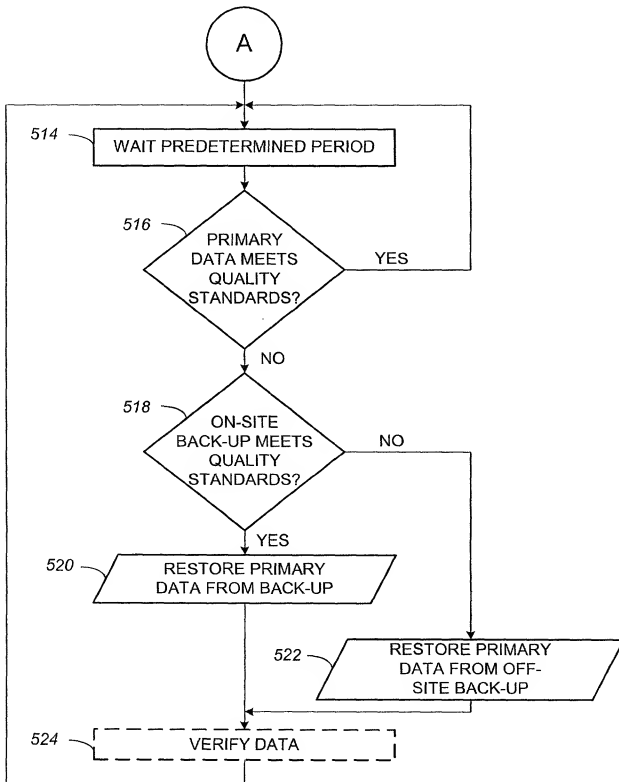 A
514
WAIT PREDETERMINED PERIOD
516
PRIMARY
DATA MEETS
QUALITY
STANDARDS?
YES
NO
518
ON-SITE
BACK-UP MEETS
QUALITY
STANDARDS?
NO
YES
520
RESTORE PRIMARY
DATA FROM BACK-UP
522
RESTORE PRIMARY
DATA FROM OFF-
SITE BACK-UP
524
VERIFY DATA